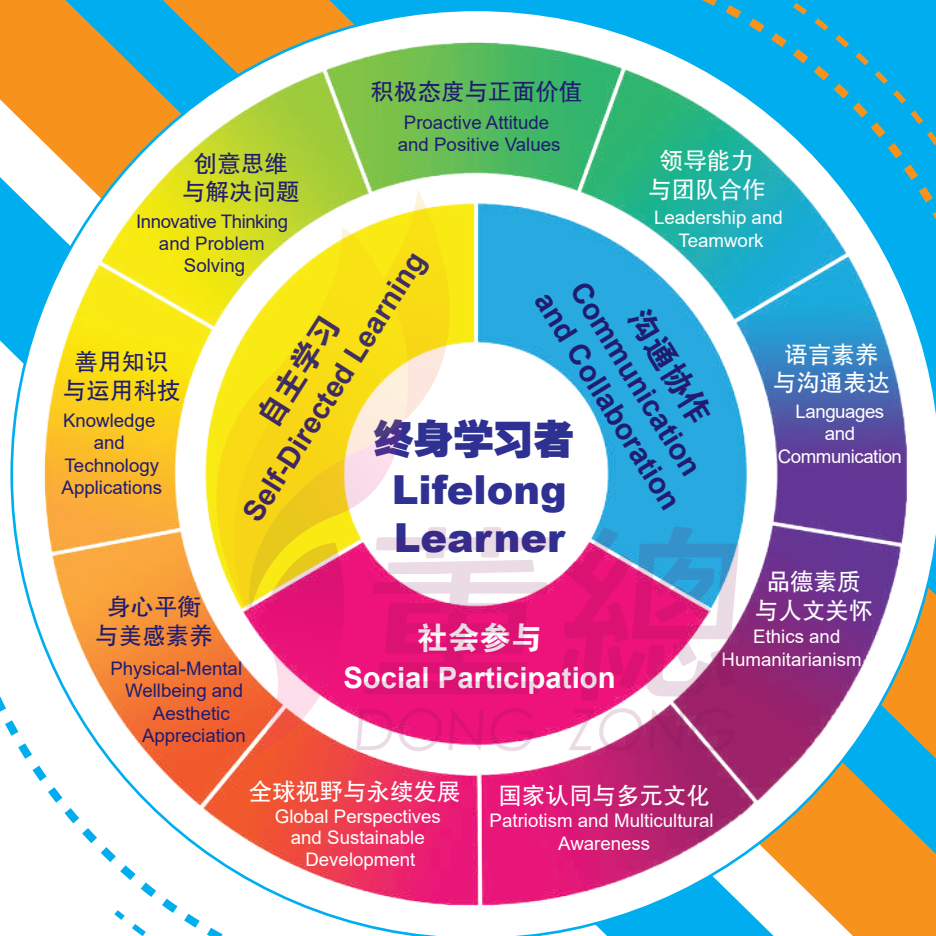 积极态度与正面价值
Proactive Attitude
and Positive Values
领导能力
与团队合作
Leadership and
Teamwork
语言素养
与沟通表达
Languages
and
Communication
品德素质
与人文关怀
Ethics and
Humanitarianism
国家认同与多元文化
Patriotism and Multicultural
Awareness
全球视野与永续发展
Global Perspectives
and Sustainable
Development
身心平衡
与美感素养
Physical-Mental
Wellbeing and
Aesthetic
Appreciation
善用知识
与运用科技
Knowledge
and
Technology
Applications
创意思维
与解决问题
Innovative Thinking
and Problem
Solving
自主学习
Self-Directed Learning
沟通协作
Communication
and Collaboration
社会参与
Social Participation
终身学习者
Lifelong
Learner
董總
DONG ZONG